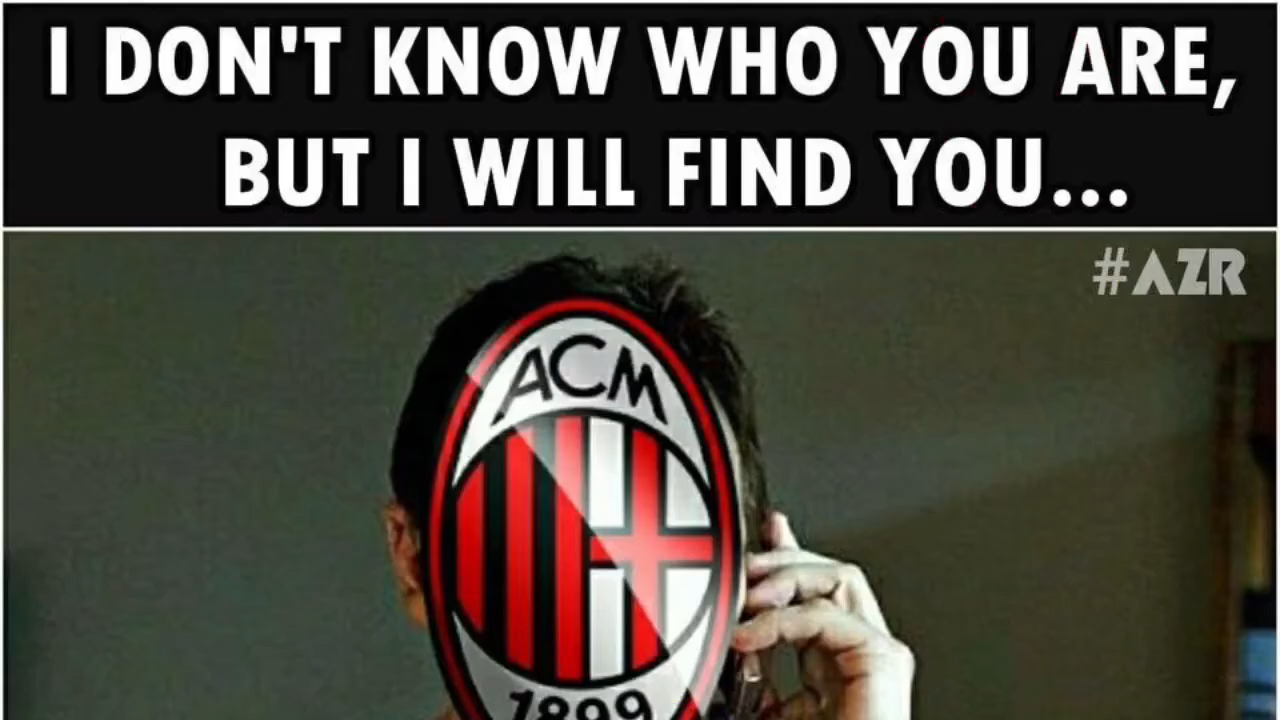 I DON'T KNOW WHO YOU ARE,
BUT I WILL FIND YOU...
#AZR
ACM
1899